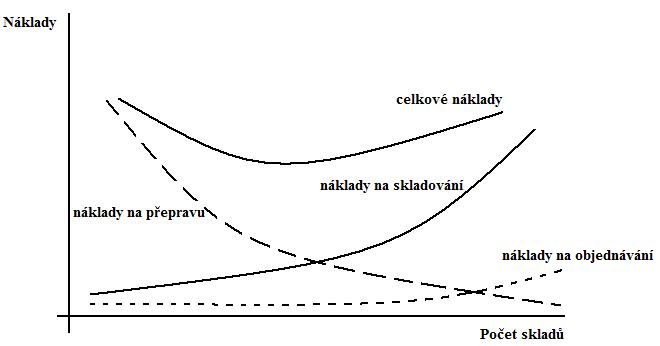 Náklady
celkové náklady
náklady na skladování
náklady na přepravu
náklady na objednávání
Počet skladů